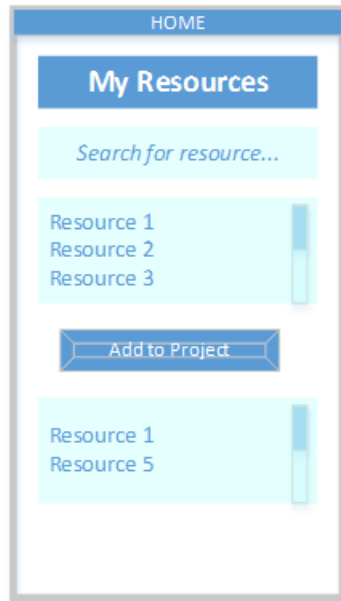 HOME
My Resources
Search for resource...
Resource 1
Resource 2
Resource 3
Add to Project
Resource 1
Resource 5